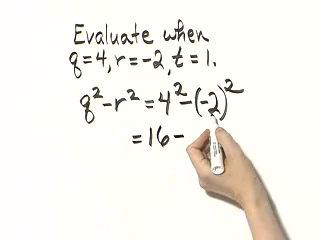 Evaluate when
q=4, r=-2, t=1.
q²-r²=4²-(-2)²
=16-